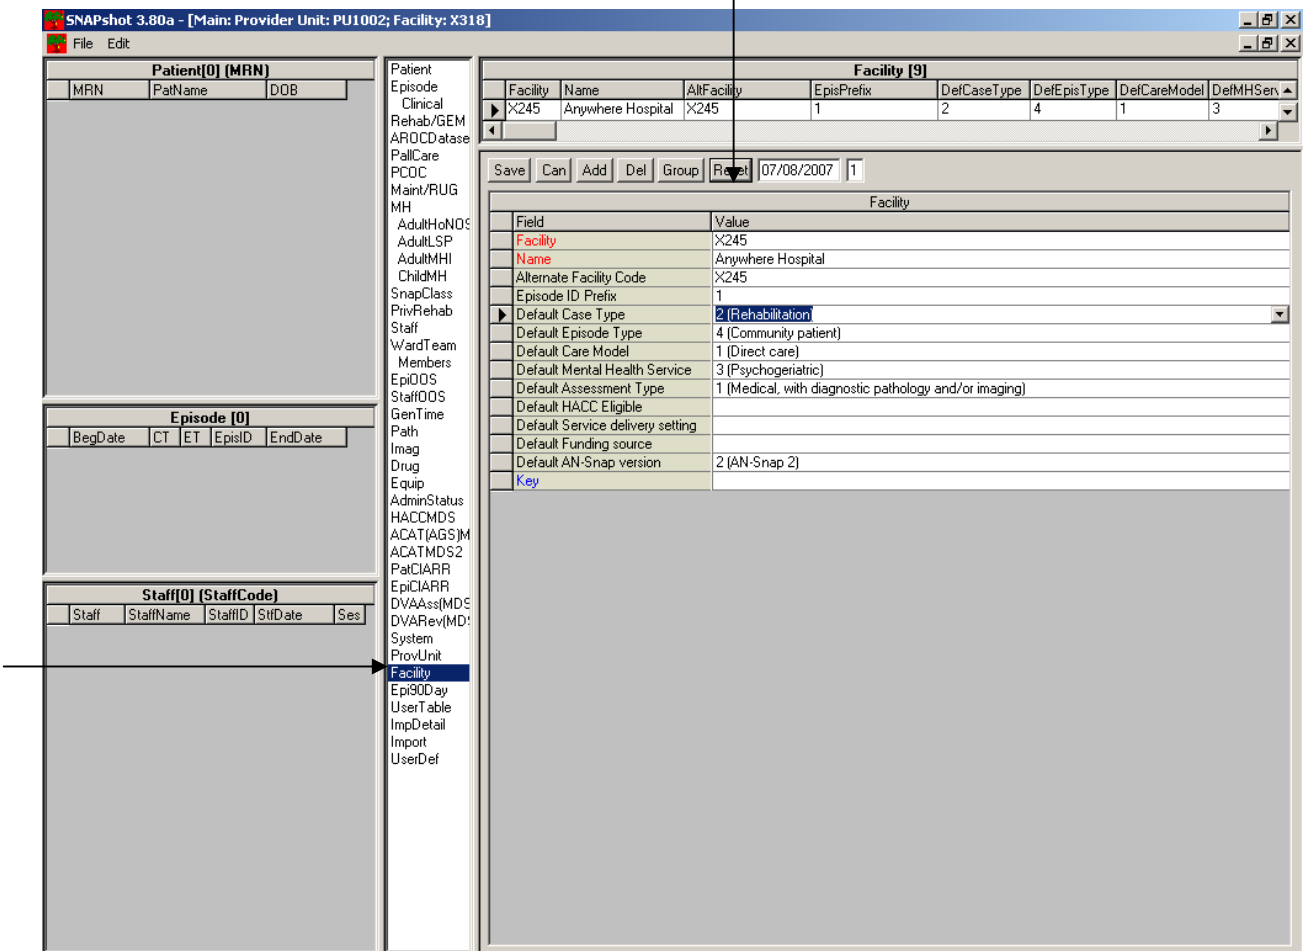 SNAPshot 3.80a - [Main: Provider Unit: PU1002; Facility: X318]
File Edit
Patient[0] (MRN)
MRN PatName DOB
Episode [0]
BegDate CT ET EpisID EndDate
Staff[0] (StaffCode)
Staff StaffName StaffID StfDate Ses
Patient
Episode
Clinical
Rehab/GEM
AROCDatase
PallCare
PCOC
Maint/RUG
MH
AdultHoNOS
AdultLSP
AdultMHI
ChildMH
SnapClass
PrivRehab
Staff
WardTeam
Members
EpiOOS
StaffOOS
GenTime
Path
Imag
Drug
Equip
AdminStatus
HACCMDS
ACAT(AGS)M
ACATMDS2
PatCIARR
EpiCIARR
DVAAss(MDS
DVARev(MDS
System
ProvUnit
Facility
Epi90Day
UserTable
ImpDetail
Import
UserDef
Facility [9]
Facility Name AltFacility EpisPrefix DefCaseType DefEpisType DefCareModel DefMHServ
X245 Anywhere Hospital X245 1 2 4 1 3
Save Can Add Del Group Reset 07/08/2007 1
Facility
Field Value
Facility X245
Name Anywhere Hospital
Alternate Facility Code X245
Episode ID Prefix 1
Default Case Type 2 (Rehabilitation)
Default Episode Type 4 (Community patient)
Default Care Model 1 (Direct care)
Default Mental Health Service 3 (Psychogeriatric)
Default Assessment Type 1 (Medical, with diagnostic pathology and/or imaging)
Default HACC Eligible
Default Service delivery setting
Default Funding source
Default AN-Snap version 2 (AN-Snap 2)
Key